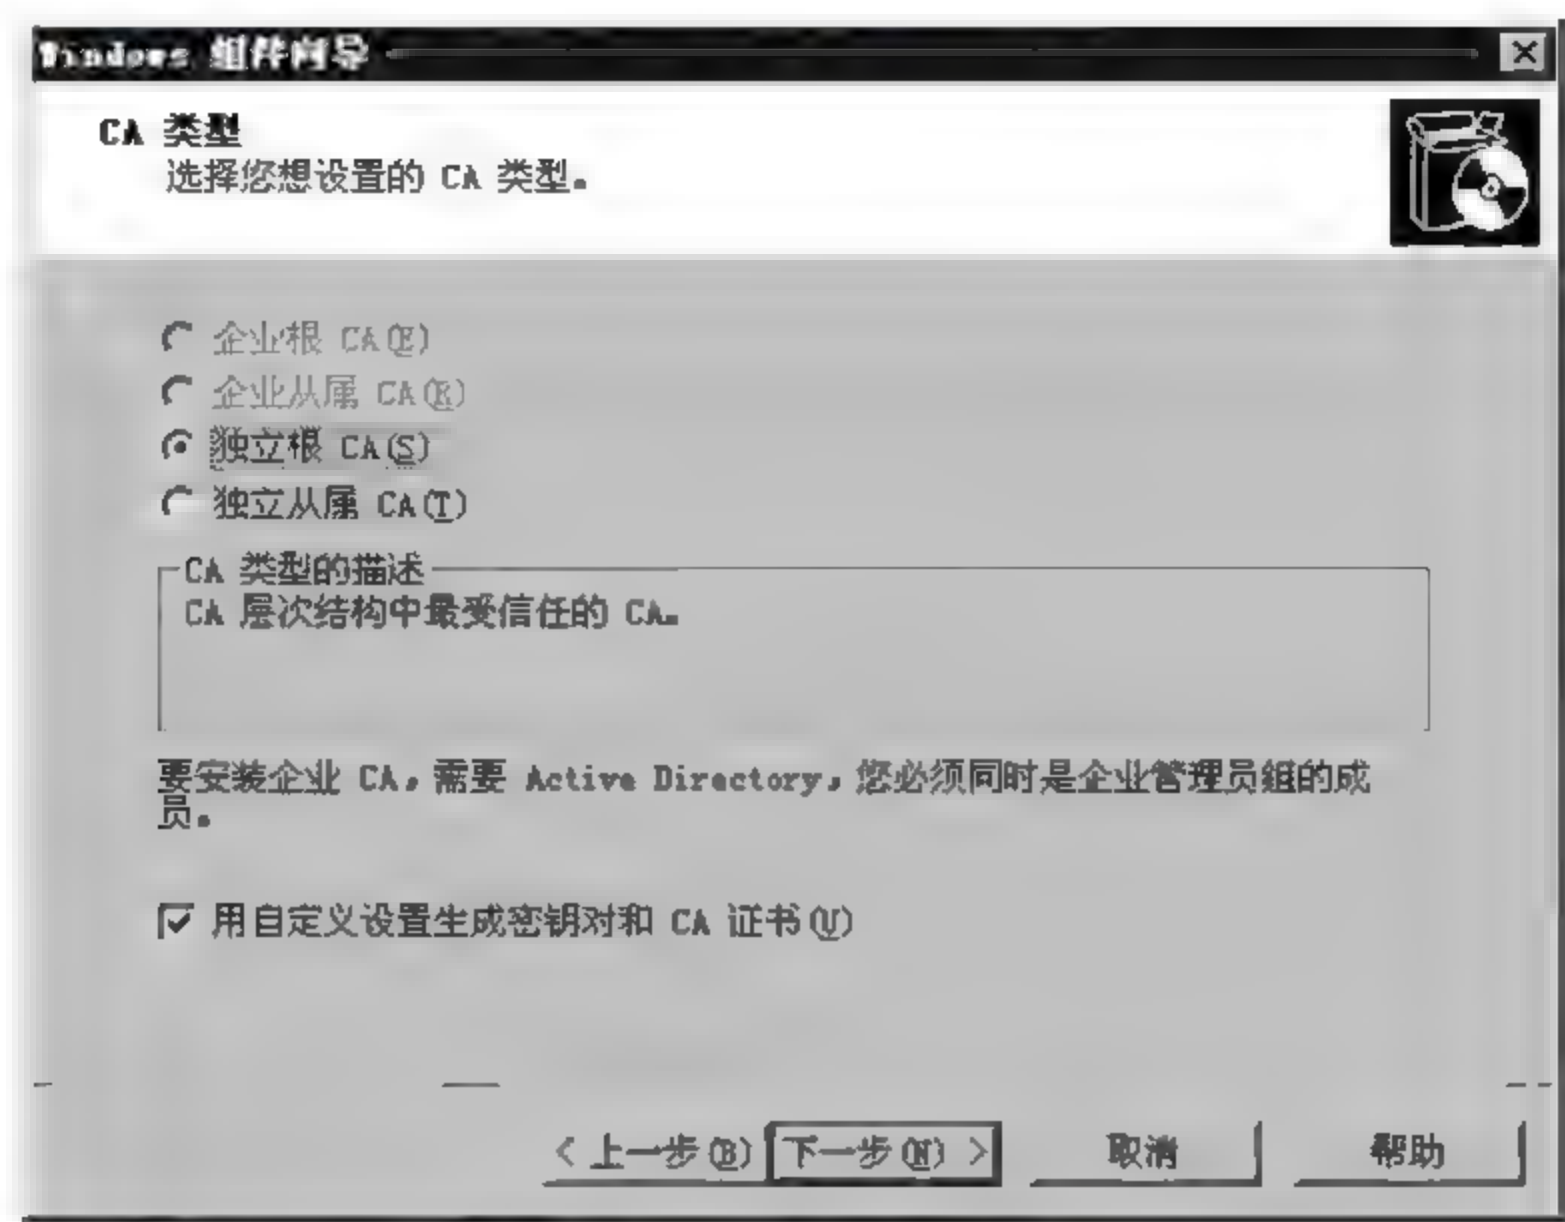 Windows 组件向导
CA 类型
选择您想设置的 CA 类型。
企业根 CA(E)
企业从属 CA(R)
独立根 CA(S)
独立从属 CA(T)
CA 类型的描述
CA 层次结构中最受信任的 CA。
要安装企业 CA，需要 Active Directory，您必须同时是企业管理员组的成
员。
用自定义设置生成密钥对和 CA 证书(U)
< 上一步(B) 下一步(N) > 取消 帮助